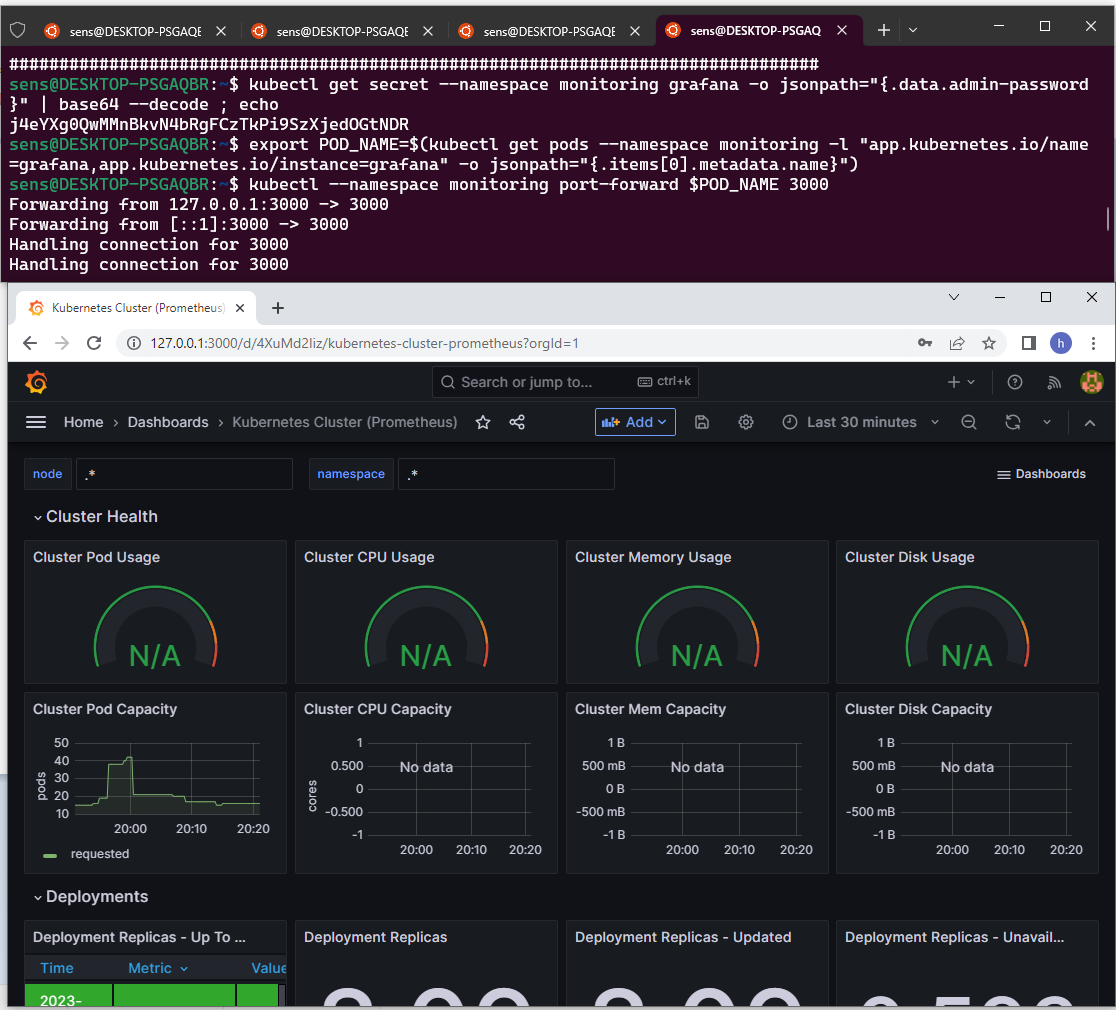 sens@DESKTOP-PSGAQBR sens@DESKTOP-PSGAQBR sens@DESKTOP-PSGAQBR sens@DESKTOP-PSGAQ
#################################################################################
sens@DESKTOP-PSGAQBR:~$ kubectl get secret --namespace monitoring grafana -o jsonpath="{.data.admin-password
}" | base64 --decode ; echo
j4eYXg0QwMMnBkvN4bRgFCzTkPi9SzXjedOGtNDR
sens@DESKTOP-PSGAQBR:~$ export POD_NAME=$(kubectl get pods --namespace monitoring -l "app.kubernetes.io/name
=grafana,app.kubernetes.io/instance=grafana" -o jsonpath="{.items[0].metadata.name}")
sens@DESKTOP-PSGAQBR:~$ kubectl --namespace monitoring port-forward $POD_NAME 3000
Forwarding from 127.0.0.1:3000 -> 3000
Forwarding from [::1]:3000 -> 3000
Handling connection for 3000
Handling connection for 3000
Kubernetes Cluster (Prometheus)
127.0.0.1:3000/d/4XuMd2Iiz/kubernetes-cluster-prometheus?orgId=1 h
Search or jump to... ctrl+k
Home › Dashboards › Kubernetes Cluster (Prometheus) Add Last 30 minutes
node .* namespace .* Dashboards
Cluster Health
Cluster Pod Usage Cluster CPU Usage Cluster Memory Usage Cluster Disk Usage
N/A N/A N/A N/A
Cluster Pod Capacity
50
40
30
20
10
pods
20:00 20:10 20:20
requested
Cluster CPU Capacity
1
0.500
0
-0.500
-1
cores
No data
20:00 20:10 20:20
Cluster Mem Capacity
1 B
500 mB
0 B
-500 mB
-1 B
No data
20:00 20:10 20:20
Cluster Disk Capacity
1 B
500 mB
0 B
-500 mB
-1 B
No data
20:00 20:10 20:20
Deployments
Deployment Replicas - Up To ... Deployment Replicas Deployment Replicas - Updated Deployment Replicas - Unavail...
Time Metric Value
2023-